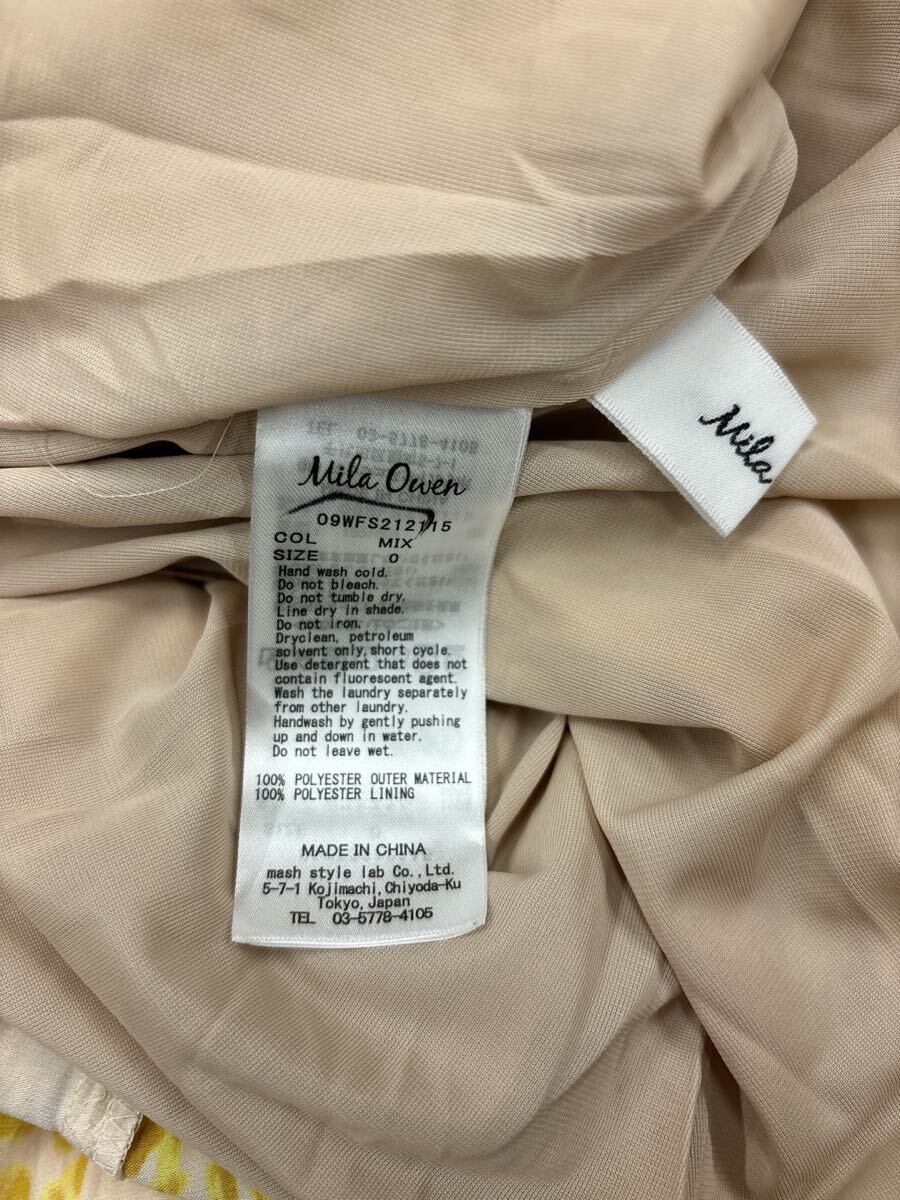 Mila Owen
09WFS212115
COL MIX
SIZE 0
Hand wash cold.
Do not bleach.
Do not tumble dry.
Line dry in shade.
Do not iron.
Dryclean, petroleum
solvent only,short cycle.
Use detergent that does not
contain fluorescent agent.
Wash the laundry separately
from other laundry.
Handwash by gently pushing
up and down in water.
Do not leave wet.
100% POLYESTER OUTER MATERIAL
100% POLYESTER LINING
MADE IN CHINA
mash style lab Co.,Ltd.
5-7-1 Kojimachi,Chiyoda-Ku
Tokyo,Japan
TEL 03-5778-4105
Mila